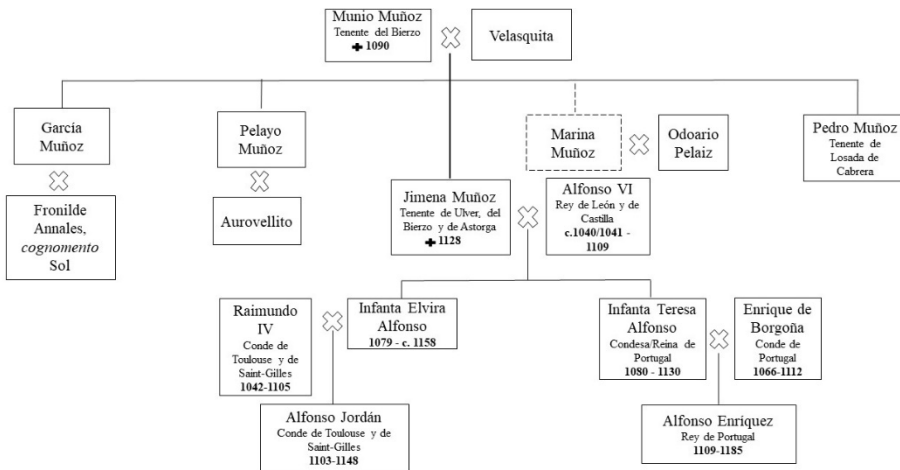 Munio Muñoz
Tenente del Bierzo
✚ 1090
Velasquita
García
Muñoz
Pelayo
Muñoz
Marina
Muñoz
Odoario
Pelaiz
Pedro Muñoz
Tenente de
Losada de
Cabrera
Fronilde
Annales,
cognomento
Sol
Aurovellito
Jimena Muñoz
Tenente de Ulver, del
Bierzo y de Astorga
✚ 1128
Alfonso VI
Rey de León y de
Castilla
c.1040/1041 -
1109
Raimundo
IV
Conde de
Toulouse y de
Saint-Gilles
1042-1105
Infanta Elvira
Alfonso
1079 - c. 1158
Infanta Teresa
Alfonso
Condesa/Reina de
Portugal
1080 - 1130
Enrique de
Borgoña
Conde de
Portugal
1066-1112
Alfonso Jordán
Conde de Toulouse y de
Saint-Gilles
1103-1148
Alfonso Enríquez
Rey de Portugal
1109-1185